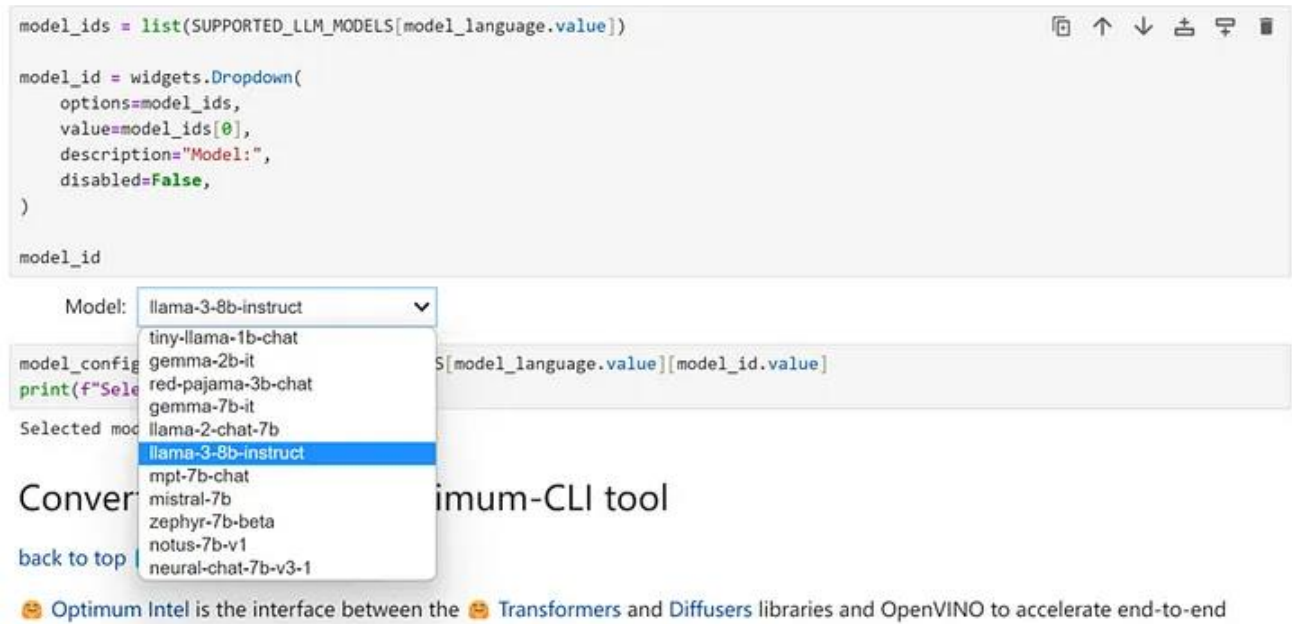 model_ids = list(SUPPORTED_LLM_MODELS[model_language.value])
model_id = widgets.Dropdown(
    options=model_ids,
    value=model_ids[0],
    description="Model:",
    disabled=False,
)
model_id
Model: llama-3-8b-instruct
tiny-llama-1b-chat
gemma-2b-it
red-pajama-3b-chat
gemma-7b-it
llama-2-chat-7b
llama-3-8b-instruct
mpt-7b-chat
mistral-7b
zephyr-7b-beta
notus-7b-v1
neural-chat-7b-v3-1
model_config S[model_language.value][model_id.value]
print(f"Sele
Selected mod
Conver imum-CLI tool
back to top
🤗 Optimum Intel is the interface between the 🤗 Transformers and Diffusers libraries and OpenVINO to accelerate end-to-end